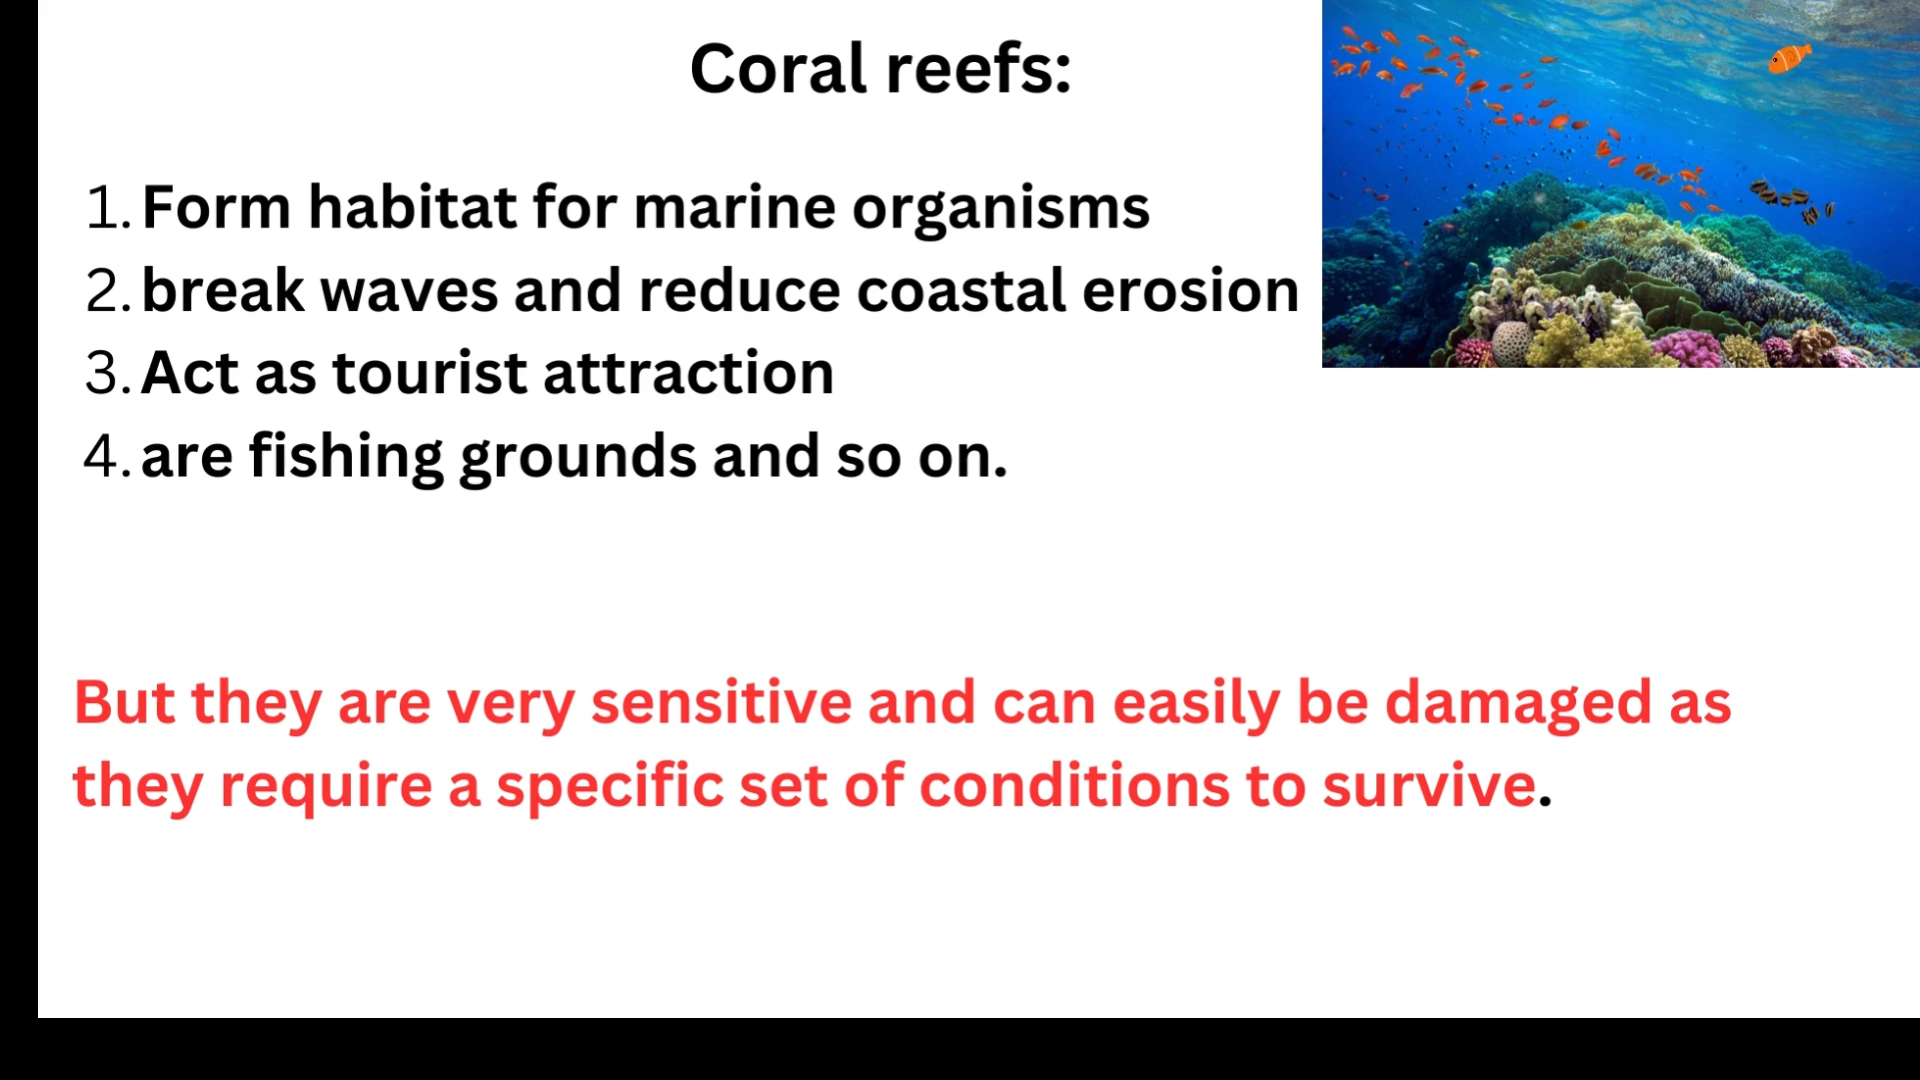 Coral reefs:
1. Form habitat for marine organisms
2. break waves and reduce coastal erosion
3. Act as tourist attraction
4. are fishing grounds and so on.
But they are very sensitive and can easily be damaged as
they require a specific set of conditions to survive.